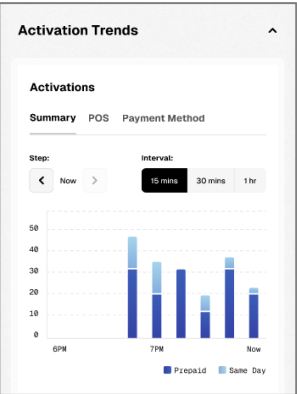 Activation Trends
Activations
Summary POS Payment Method
Step: Interval:
Now 15 mins 30 mins 1 hr
50
40
30
20
10
0
6PM 7PM Now
Prepaid Same Day